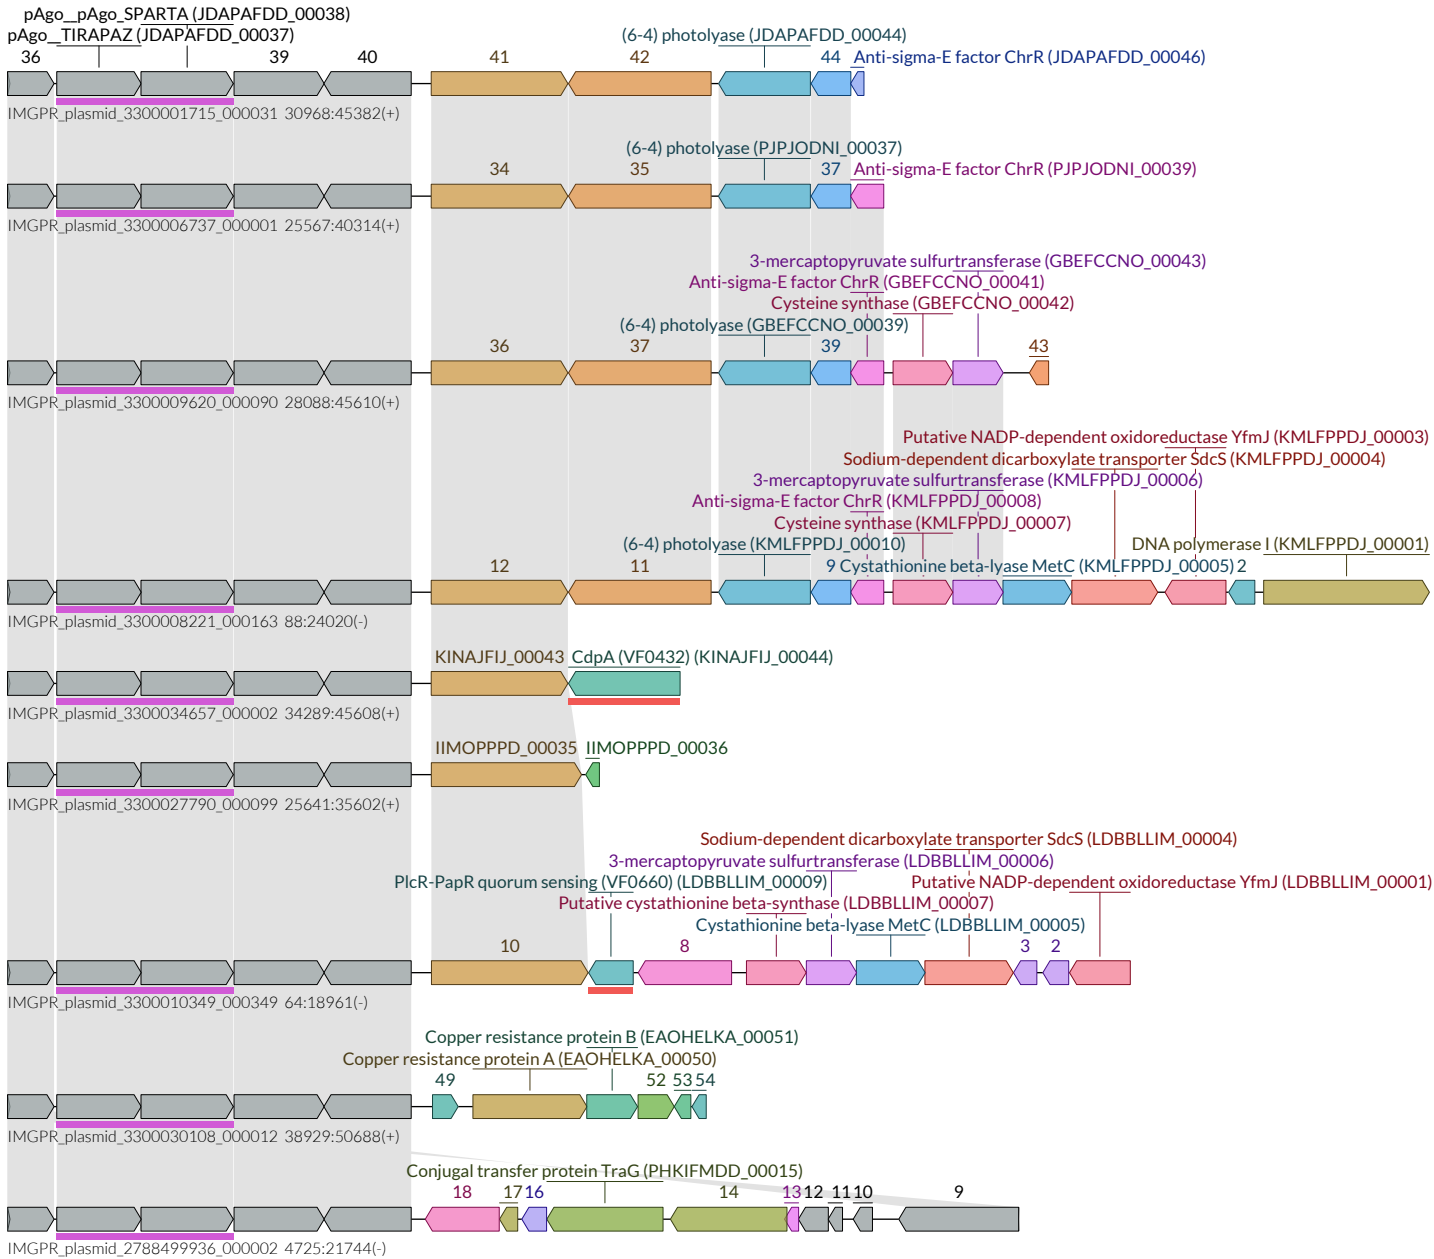 pAgo__pAgo_SPARTA (JDAPAFDD_00038)
pAgo__TIRAPAZ (JDAPAFDD_00037) (6-4) photolyase (JDAPAFDD_00044)
36 39 40 41 42 44 Anti-sigma-E factor ChrR (JDAPAFDD_00046)
IMGPR_plasmid_3300001715_000031 30968:45382(+)
(6-4) photolyase (PJPJODNI_00037)
34 35 37 Anti-sigma-E factor ChrR (PJPJODNI_00039)
IMGPR_plasmid_3300006737_000001 25567:40314(+)
3-mercaptopyruvate sulfurtransferase (GBEFCCNO_00043)
Anti-sigma-E factor ChrR (GBEFCCNO_00041)
Cysteine synthase (GBEFCCNO_00042)
(6-4) photolyase (GBEFCCNO_00039)
36 37 39 43
IMGPR_plasmid_3300009620_000090 28088:45610(+)
Putative NADP-dependent oxidoreductase YfmJ (KMLFPPDJ_00003)
Sodium-dependent dicarboxylate transporter SdcS (KMLFPPDJ_00004)
3-mercaptopyruvate sulfurtransferase (KMLFPPDJ_00006)
Anti-sigma-E factor ChrR (KMLFPPDJ_00008)
Cysteine synthase (KMLFPPDJ_00007)
(6-4) photolyase (KMLFPPDJ_00010) DNA polymerase I (KMLFPPDJ_00001)
12 11 9 Cystathionine beta-lyase MetC (KMLFPPDJ_00005) 2
IMGPR_plasmid_3300008221_000163 88:24020(-)
KINAJFIJ_00043 CdpA (VF0432) (KINAJFIJ_00044)
IMGPR_plasmid_3300034657_000002 34289:45608(+)
IIMOPPPD_00035 IIMOPPPD_00036
IMGPR_plasmid_3300027790_000099 25641:35602(+)
Sodium-dependent dicarboxylate transporter SdcS (LDBBLLIM_00004)
3-mercaptopyruvate sulfurtransferase (LDBBLLIM_00006)
PlcR-PapR quorum sensing (VF0660) (LDBBLLIM_00009) Putative NADP-dependent oxidoreductase YfmJ (LDBBLLIM_00001)
Putative cystathionine beta-synthase (LDBBLLIM_00007)
Cystathionine beta-lyase MetC (LDBBLLIM_00005)
10 8 3 2
IMGPR_plasmid_3300010349_000349 64:18961(-)
Copper resistance protein B (EAOHELKA_00051)
Copper resistance protein A (EAOHELKA_00050)
49 52 53 54
IMGPR_plasmid_3300030108_000012 38929:50688(+)
Conjugal transfer protein TraG (PHKIFMDD_00015)
18 17 16 14 13 12 11 10 9
IMGPR_plasmid_2788499936_000002 4725:21744(-)